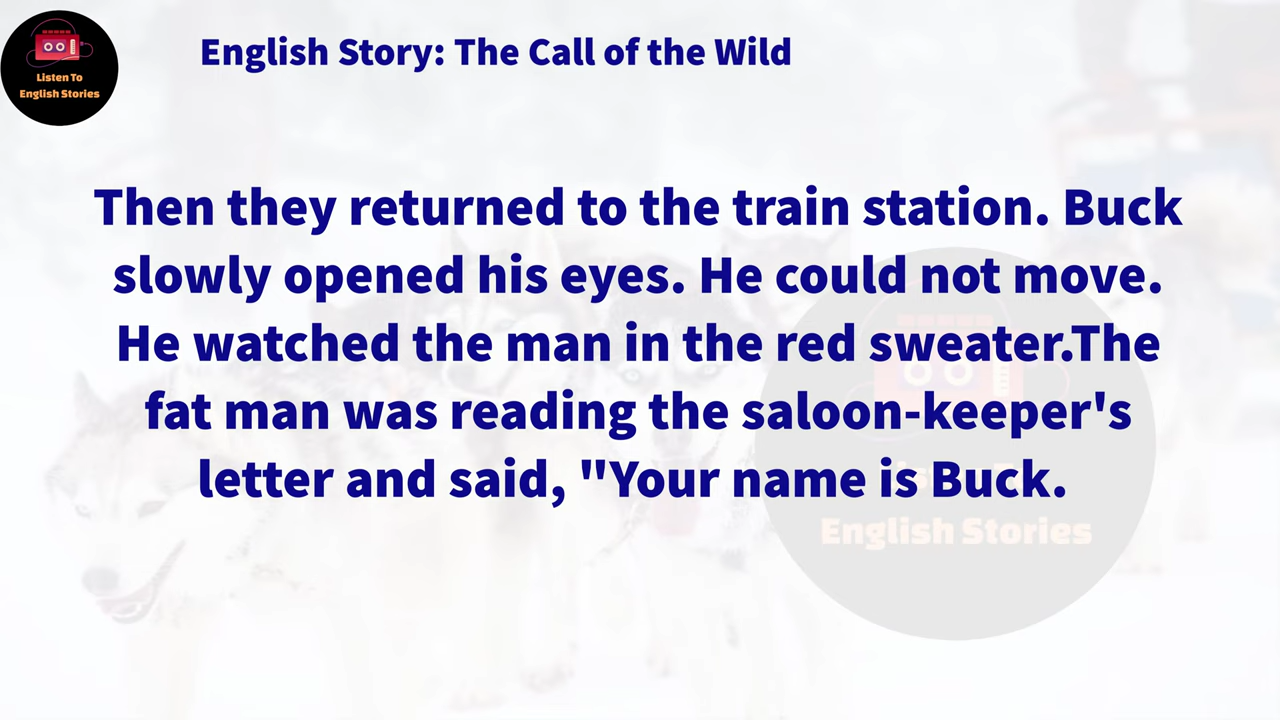 Listen To
English Stories
English Story: The Call of the Wild
Then they returned to the train station. Buck
slowly opened his eyes. He could not move.
He watched the man in the red sweater.The
fat man was reading the saloon-keeper's
letter and said, "Your name is Buck.
English Stories